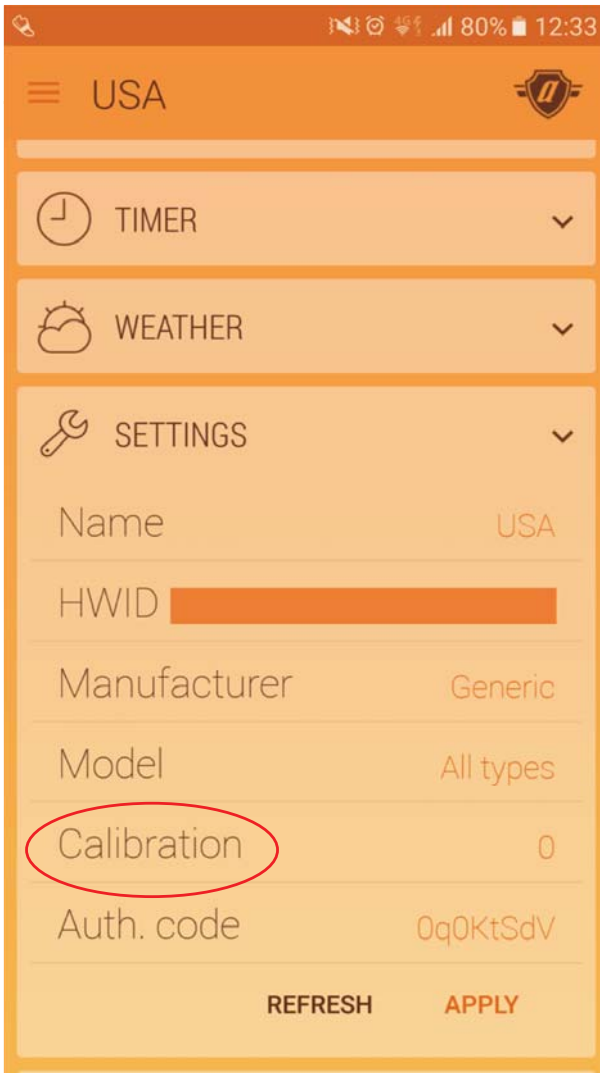 80% 12:33
USA
TIMER
WEATHER
SETTINGS
Name USA
HWID
Manufacturer Generic
Model All types
Calibration 0
Auth. code 0q0KtSdV
REFRESH APPLY